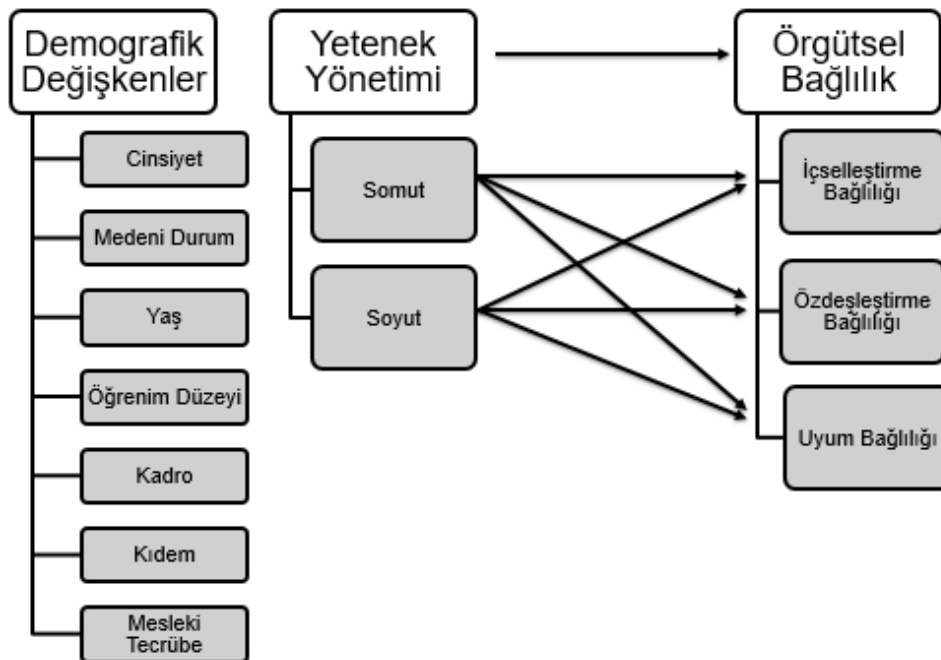 Demografik
Değişkenler
Cinsiyet
Medeni Durum
Yaş
Öğrenim Düzeyi
Kadro
Kıdem
Mesleki
Tecrübe
Yetenek
Yönetimi
Somut
Soyut
Örgütsel
Bağlılık
İçselleştirme
Bağlılığı
Özdeşleştirme
Bağlılığı
Uyum Bağlılığı